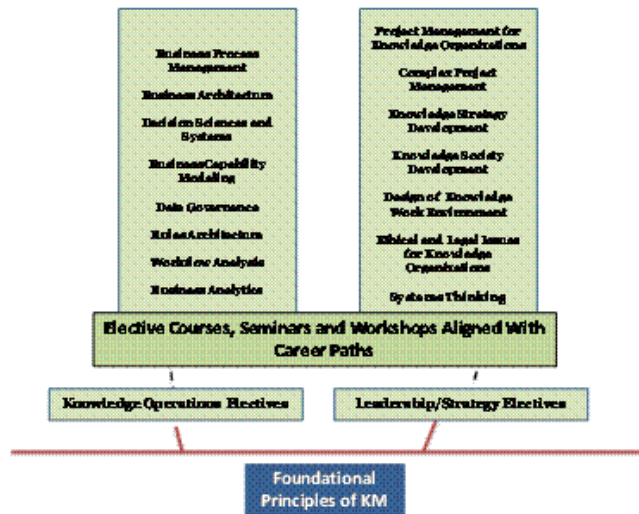 Business Process
Management
Business Architecture
Decision Sciences and
Systems
Business Capability
Modeling
Data Governance
Rules Architecture
Workflow Analysis
Business Analytics
Project Management for
Knowledge Organizations
Complex Project
Management
Knowledge Strategy
Development
Knowledge Society
Development
Design of Knowledge
Work Environment
Ethical and Legal Issues
for Knowledge
Organizations
Systems Thinking
Elective Courses, Seminars and Workshops Aligned With
Career Paths
Knowledge Operations Electives
Leadership/Strategy Electives
Foundational
Principles of KM